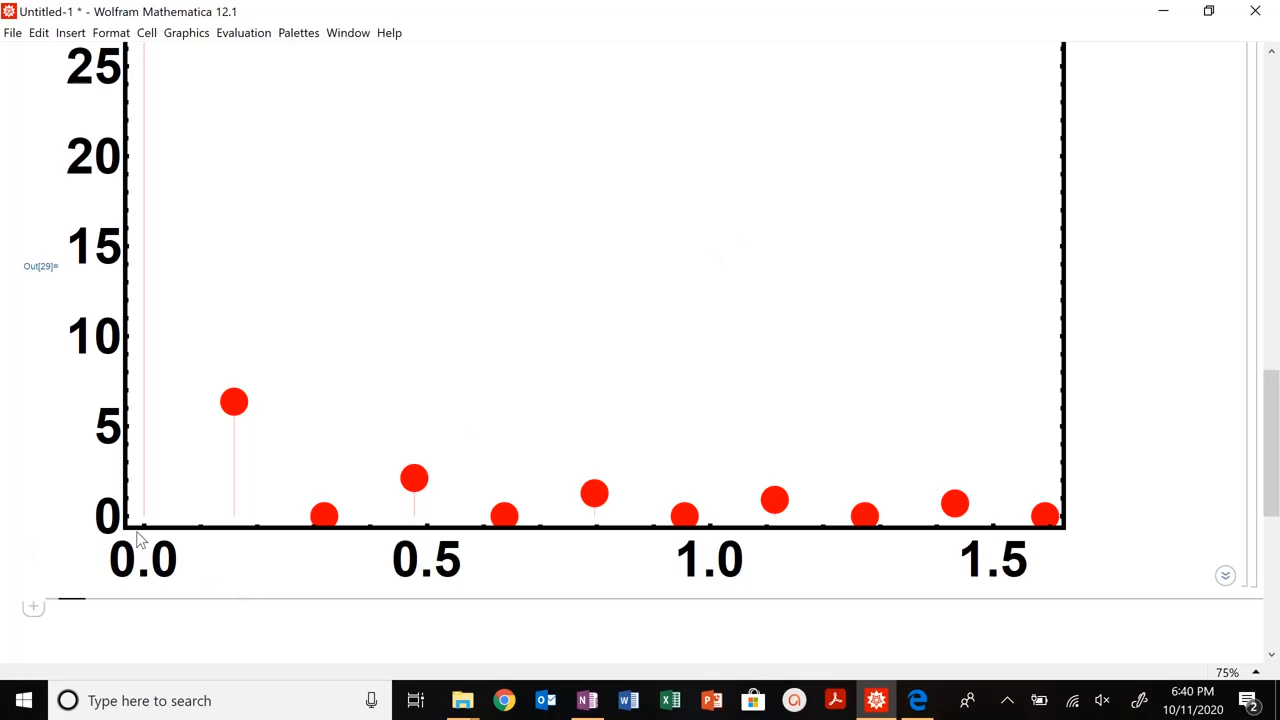 Untitled-1 * - Wolfram Mathematica 12.1
File Edit Insert Format Cell Graphics Evaluation Palettes Window Help
25
20
15
Out[29]=
10
5
0
0.0 0.5 1.0 1.5
75%
Type here to search
6:40 PM
10/11/2020
2